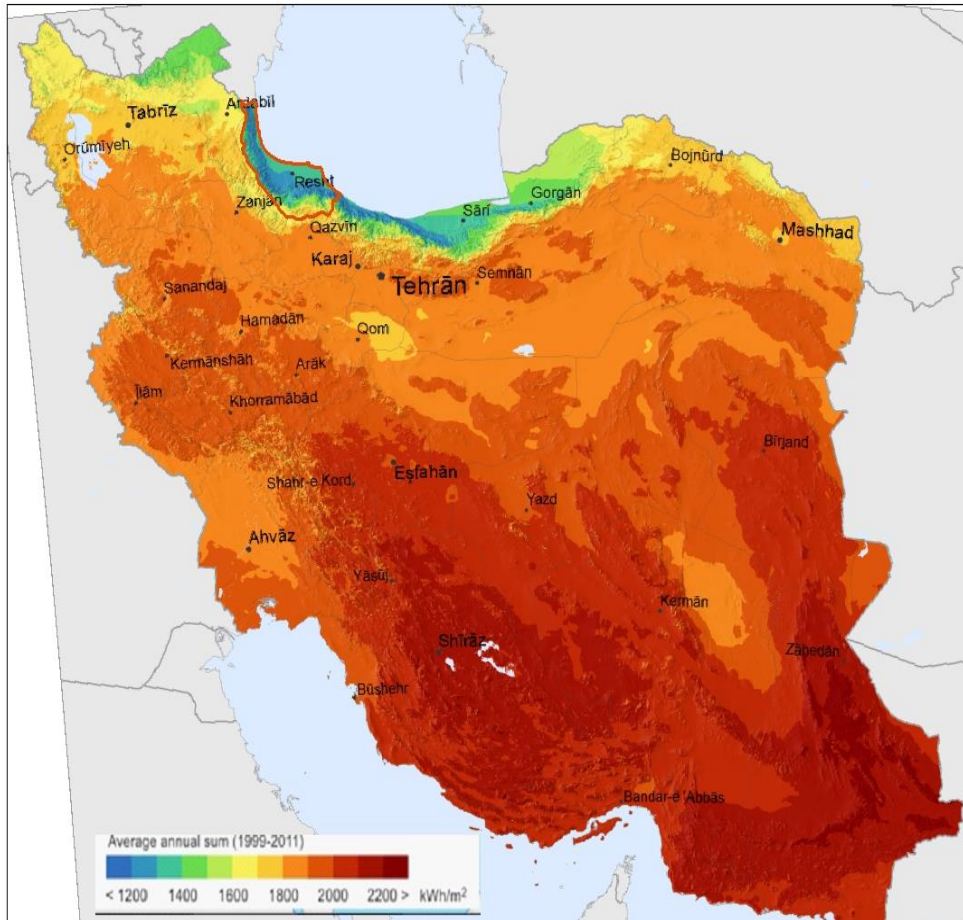 Tabrīz
Ardabīl
Orūmīyeh
Resht
Zanjān
Qazvīn
Karaj
Tehrān
Sārī
Gorgān
Bojnūrd
Mashhad
Semnān
Sanandaj
Hamadān
Qom
Kermānshāh
Arāk
Īlām
Khorramābād
Bīrjand
Shahr-e Kord
Eşfahān
Yazd
Ahvāz
Yāsūj
Kermān
Shīrāz
Zāhedān
Būshehr
Bandar-e 'Abbās
Average annual sum (1999-2011)
< 1200 1400 1600 1800 2000 2200 > kWh/m²